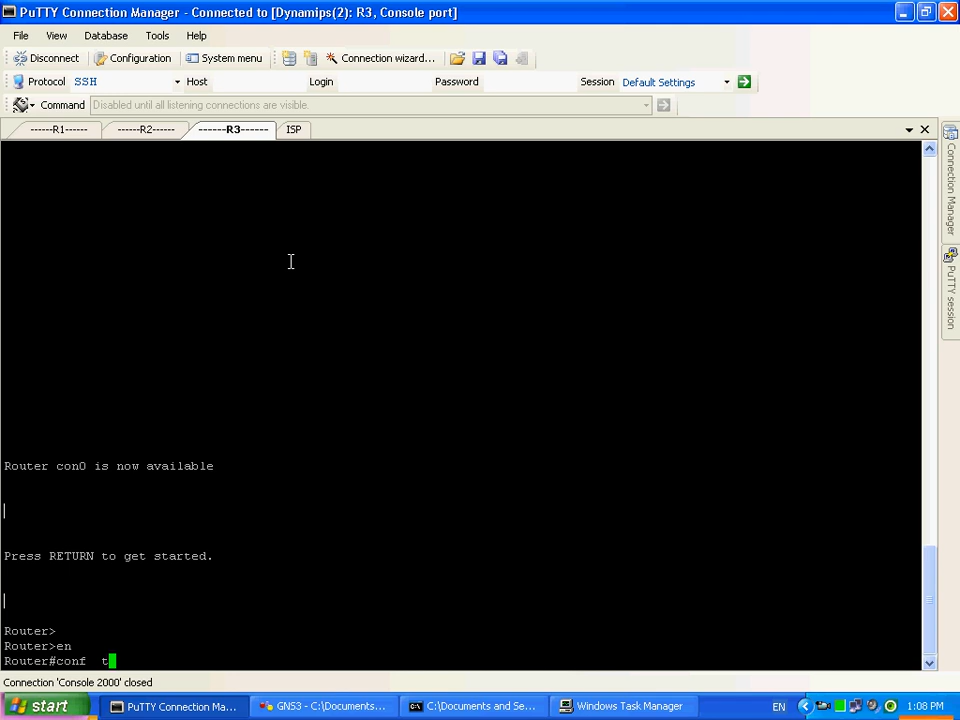 PuTTY Connection Manager - Connected to [Dynamips(2): R3, Console port]
File View Database Tools Help
Disconnect Configuration System menu Connection wizard...
Protocol SSH Host Login Password Session Default Settings
Command Disabled until all listening connections are visible.
------R1------ ------R2------ ------R3------ ISP
Connection Manager
PuTTY session
Router con0 is now available
Press RETURN to get started.
Router>
Router>en
Router#conf  t
Connection 'Console 2000' closed
start PuTTY Connection Ma... GNS3 - C:\Documents... C:\Documents and Se... Windows Task Manager EN 1:08 PM